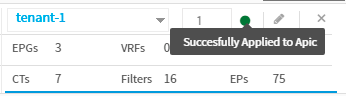 tenant-1 1
Succesfully Applied to Apic
EPGs 3 VRFs 0
CTs 7 Filters 16 EPs 75